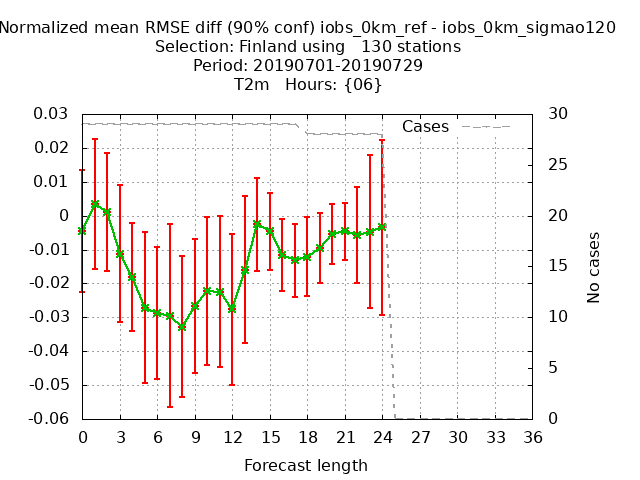 Normalized mean RMSE diff (90% conf) iobs_0km_ref - iobs_0km_sigmao120
Selection: Finland using 130 stations
Period: 20190701-20190729
T2m Hours: {06}
Cases
0.03
0.02
0.01
0
-0.01
-0.02
-0.03
-0.04
-0.05
-0.06
30
25
20
15
10
5
0
No cases
0 3 6 9 12 15 18 21 24 27 30 33 36
Forecast length